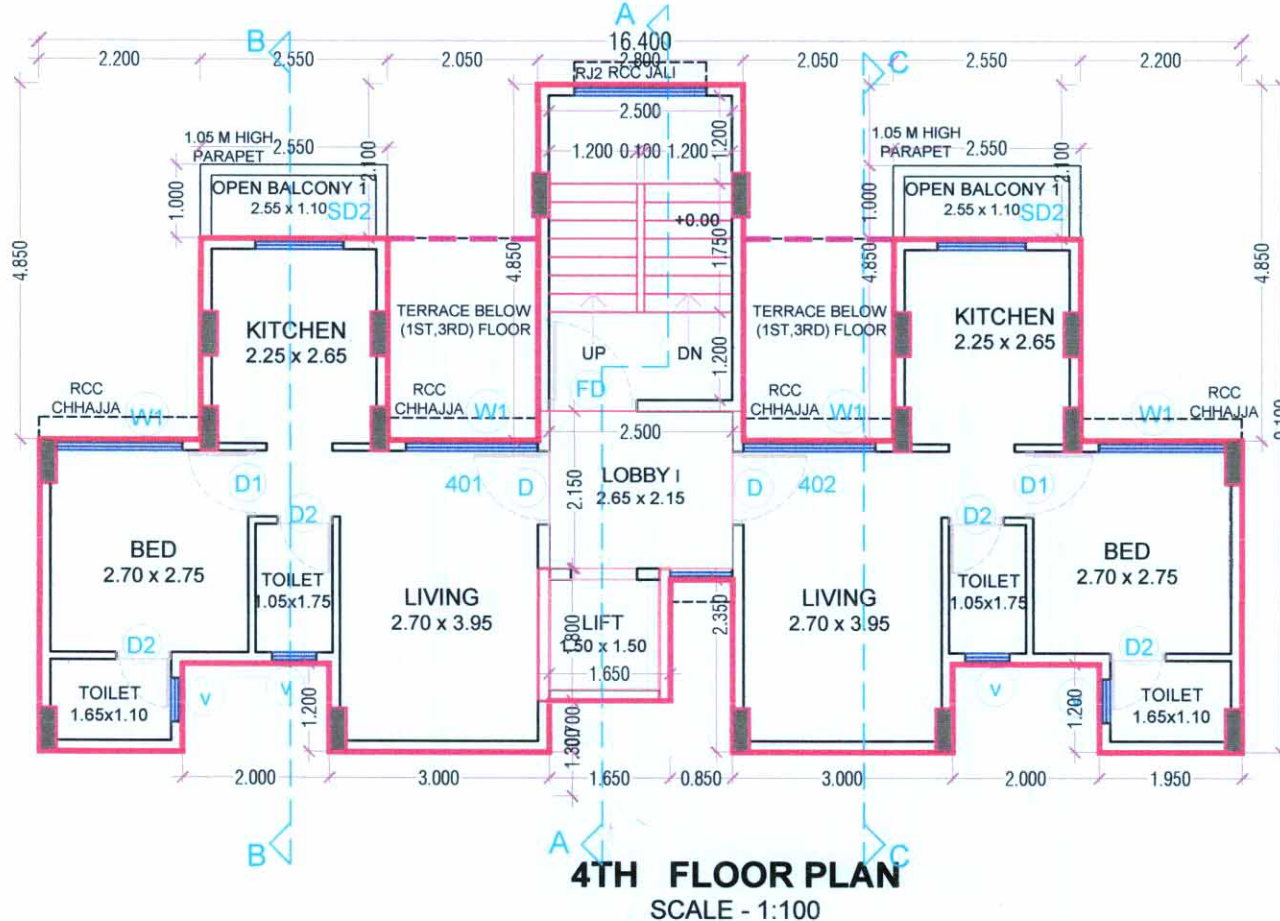 A
B
16.400
2.200
2.550
2.050
2.800
2.050
2.550
2.200
C
RJ2 RCC JALI
2.500
1.05 M HIGH
PARAPET
2.550
2.100
1.200
1.200 0.100 1.200
1.05 M HIGH
PARAPET
2.550
2.100
1.000
OPEN BALCONY 1
2.55 x 1.10
SD2
1.000
OPEN BALCONY 1
2.55 x 1.10
SD2
+0.00
4.850
4.850
1.750
4.850
4.850
KITCHEN
2.25 x 2.65
TERRACE BELOW
(1ST,3RD) FLOOR
TERRACE BELOW
(1ST,3RD) FLOOR
KITCHEN
2.25 x 2.65
UP
DN
1.200
FD
RCC
CHHAJJA
W1
RCC
CHHAJJA
W1
RCC
CHHAJJA
W1
W1
RCC
CHHAJJA
2.500
D1
401
D
LOBBY I
2.65 x 2.15
2.150
D
402
D1
D2
D2
BED
2.70 x 2.75
TOILET
1.05x1.75
LIVING
2.70 x 3.95
LIFT
1.50 x 1.50
1.650
2.350
LIVING
2.70 x 3.95
TOILET
1.05x1.75
BED
2.70 x 2.75
D2
D2
TOILET
1.65x1.10
v
v
1.200
v
1.200
TOILET
1.65x1.10
2.000
3.000
1.650
0.850
3.000
2.000
1.950
B
A
C
4TH FLOOR PLAN
SCALE - 1:100